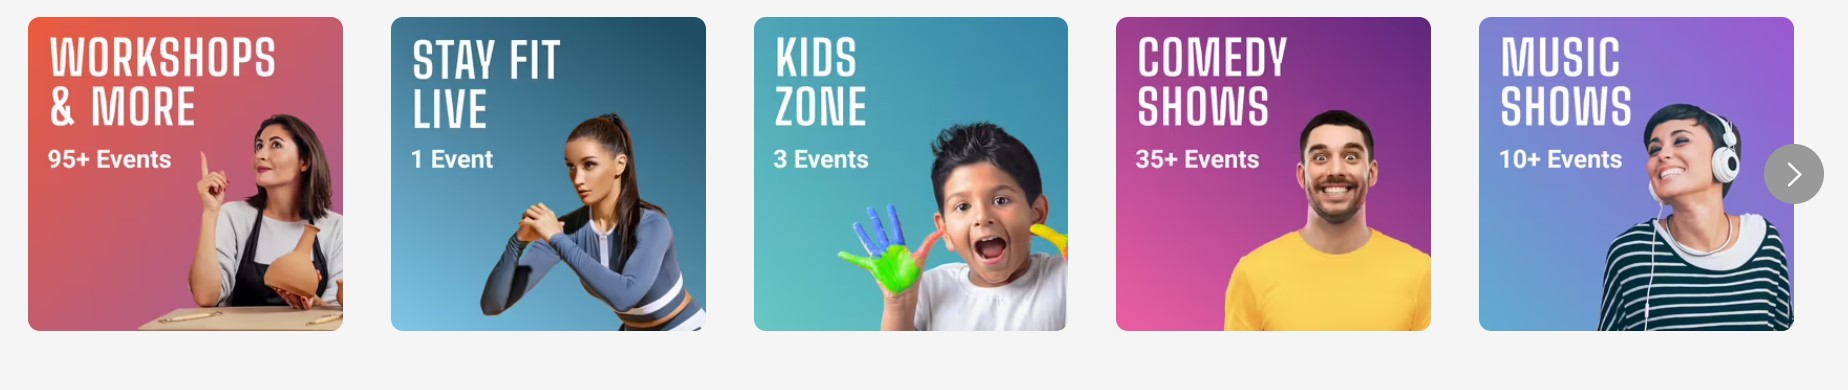 WORKSHOPS
& MORE
95+ Events
STAY FIT
LIVE
1 Event
KIDS
ZONE
3 Events
COMEDY
SHOWS
35+ Events
MUSIC
SHOWS
10+ Events